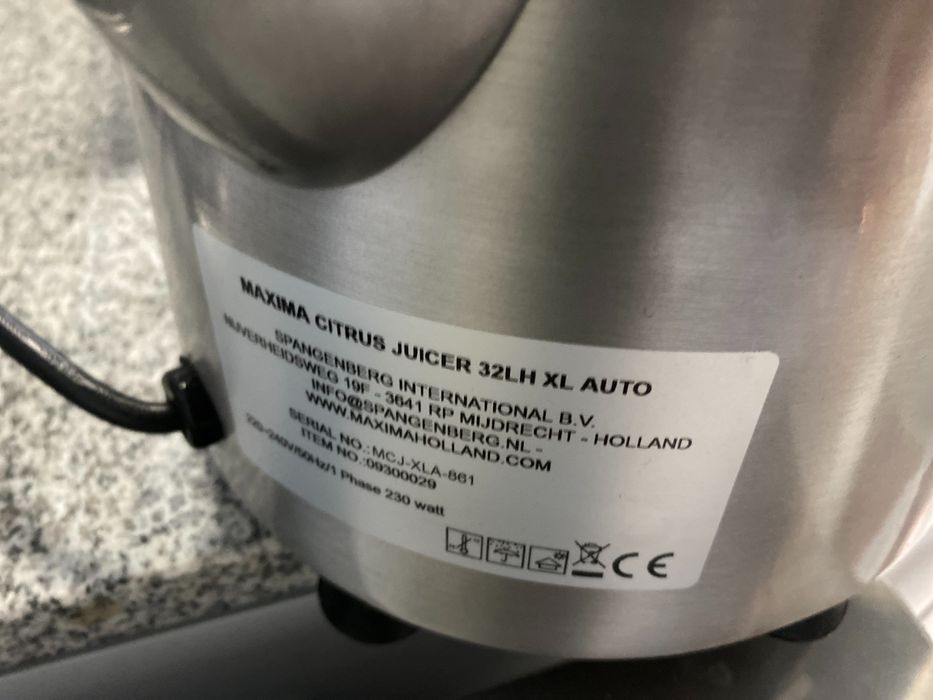 MAXIMA CITRUS JUICER 32LH XL AUTO
SPANGENBERG INTERNATIONAL B.V.
NIJVERHEIDSWEG 19F - 3641 RP MIJDRECHT - HOLLAND
INFO@SPANGENBERG.NL -
WWW.MAXIMAHOLLAND.COM
SERIAL NO.: MCJ-XLA-861
ITEM NO.:09300029
220-240V/50Hz/1 Phase 230 watt
CE